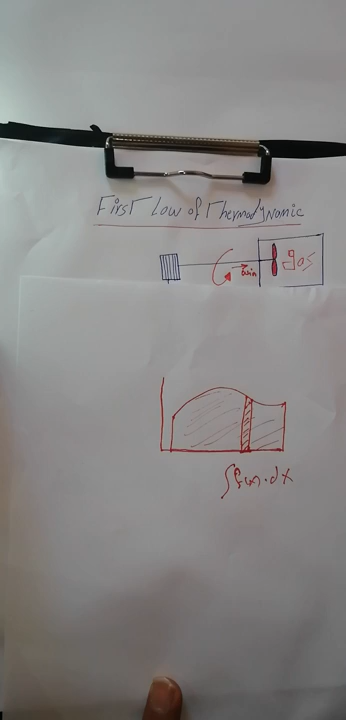 First Low of Thermodynamic
gas
∫f(x)·dx